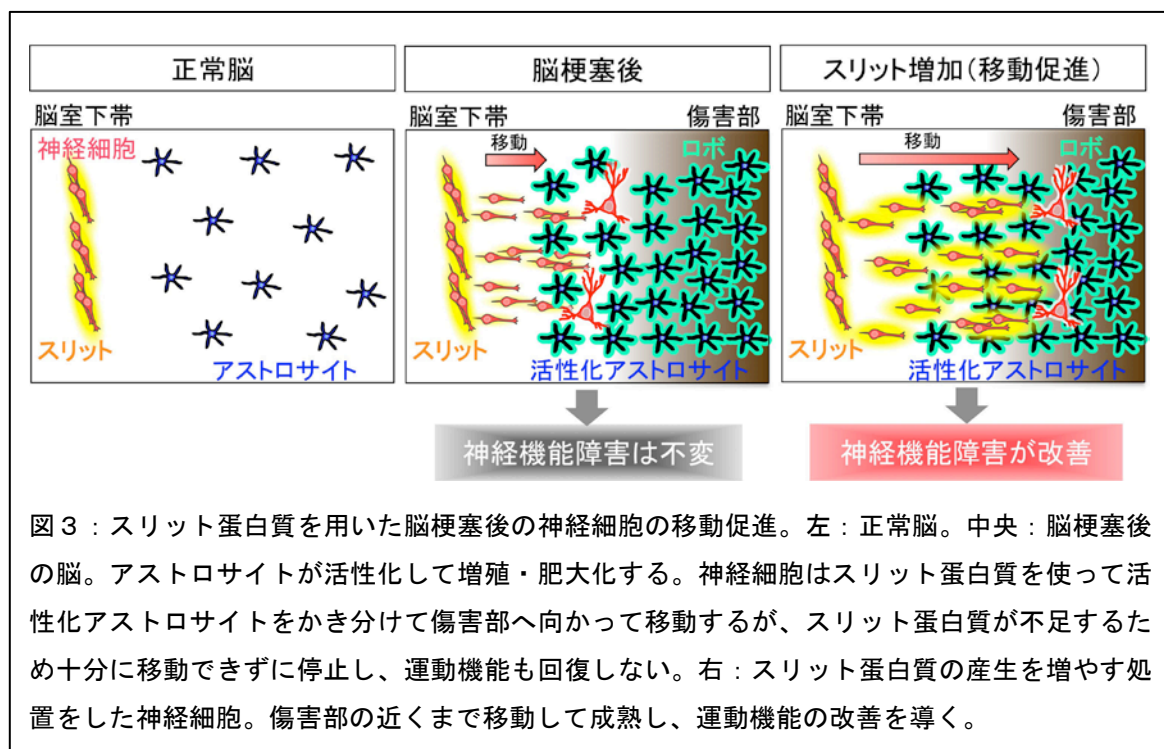 正常脳
脳梗塞後
スリット増加(移動促進)
脳室下帯
神経細胞
スリット
アストロサイト
脳室下帯
傷害部
移動
ロボ
活性化アストロサイト
脳室下帯
傷害部
移動
ロボ
スリット
活性化アストロサイト
神経機能障害は不変
神経機能障害が改善
図3:スリット蛋白質を用いた脳梗塞後の神経細胞の移動促進。左:正常脳。中央:脳梗塞後
の脳。アストロサイトが活性化して増殖・肥大化する。神経細胞はスリット蛋白質を使って活
性化アストロサイトをかき分けて傷害部へ向かって移動するが、スリット蛋白質が不足するた
め十分に移動できずに停止し、運動機能も回復しない。右:スリット蛋白質の産生を増やす処
置をした神経細胞。傷害部の近くまで移動して成熟し、運動機能の改善を導く。